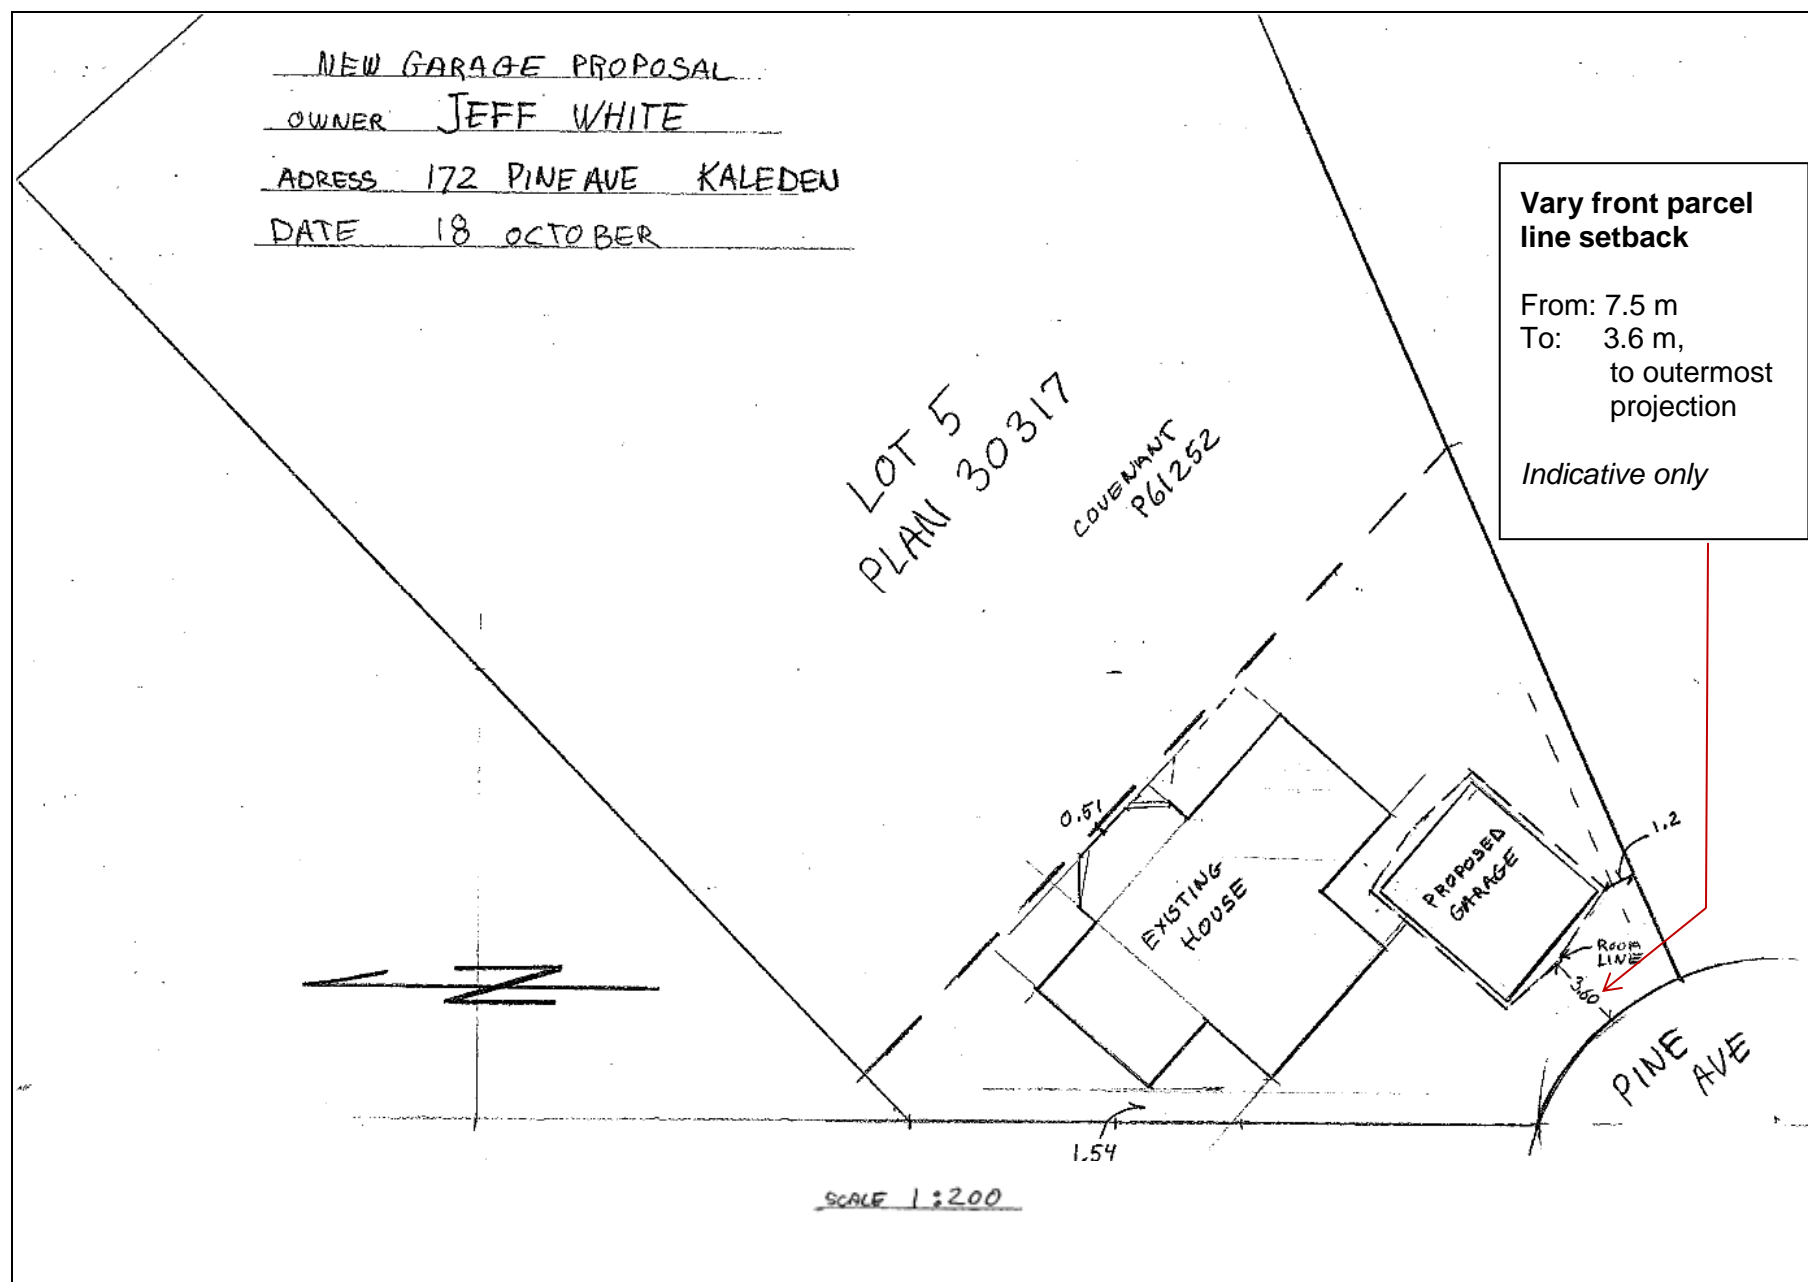 NEW GARAGE PROPOSAL
OWNER JEFF WHITE
ADRESS 172 PINE AVE KALEDEN
DATE 18 OCTOBER
Vary front parcel
line setback
From: 7.5 m
To: 3.6 m,
to outermost
projection
Indicative only
LOT 5
PLAN 30317
COVENANT
P61252
0.51
EXISTING
HOUSE
PROPOSED
GARAGE
1.2
ROOF
LINE
3.60
PINE
AVE
N
1.54
SCALE 1:200